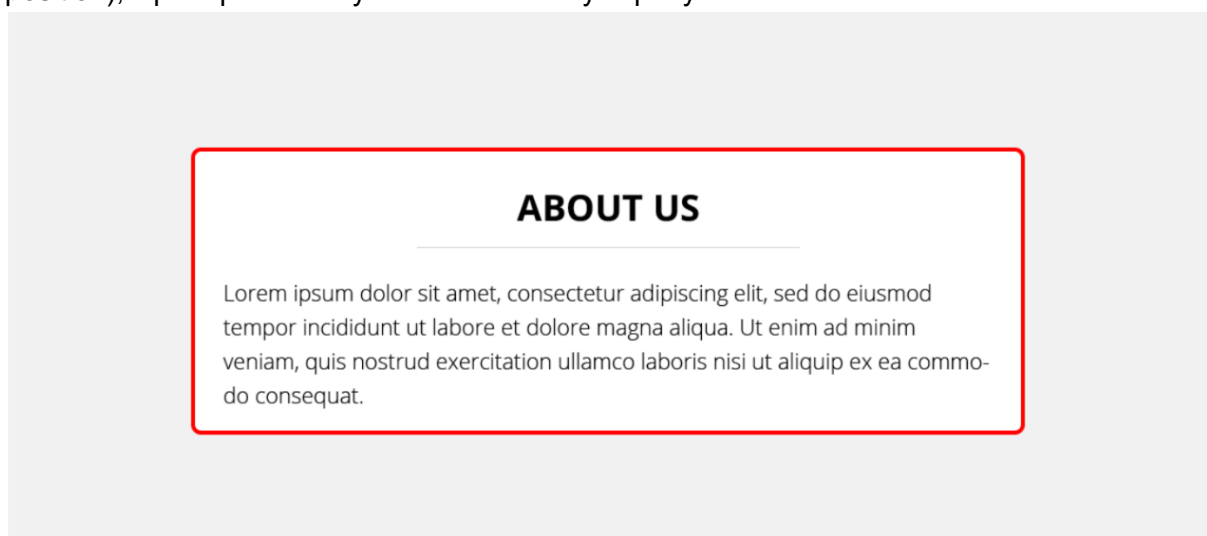 ABOUT US
Lorem ipsum dolor sit amet, consectetur adipiscing elit, sed do eiusmod
tempor incididunt ut labore et dolore magna aliqua. Ut enim ad minim
veniam, quis nostrud exercitation ullamco laboris nisi ut aliquip ex ea commo-
do consequat.